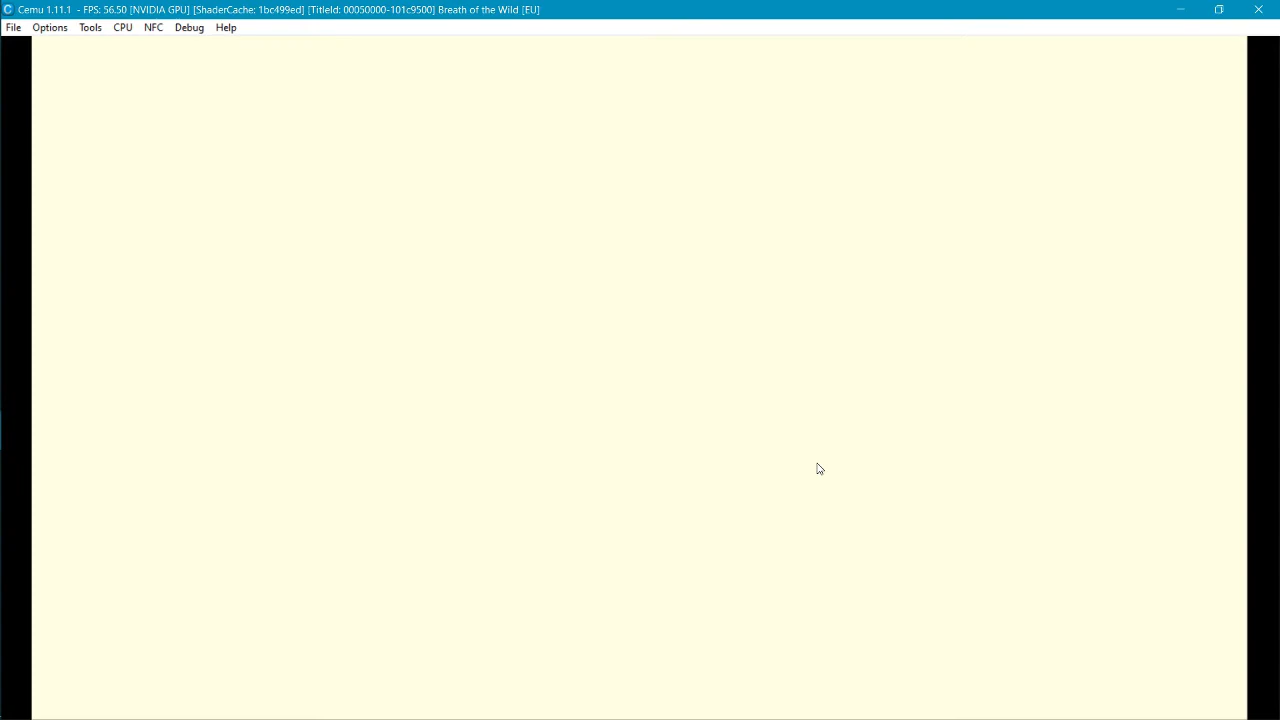 Cemu 1.11.1 - FPS: 56.50 [NVIDIA GPU] [ShaderCache: 1bc499ed] [TitleId: 00050000-101c9500] Breath of the Wild [EU]
File Options Tools CPU NFC Debug Help